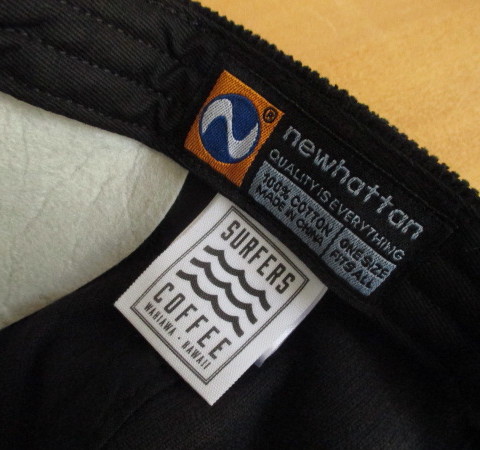 ®
newhattan
QUALITY IS EVERYTHING
100% COTTON
MADE IN CHINA
ONE SIZE
FITS ALL
SURFERS
COFFEE
WAHIAWA . HAWAII